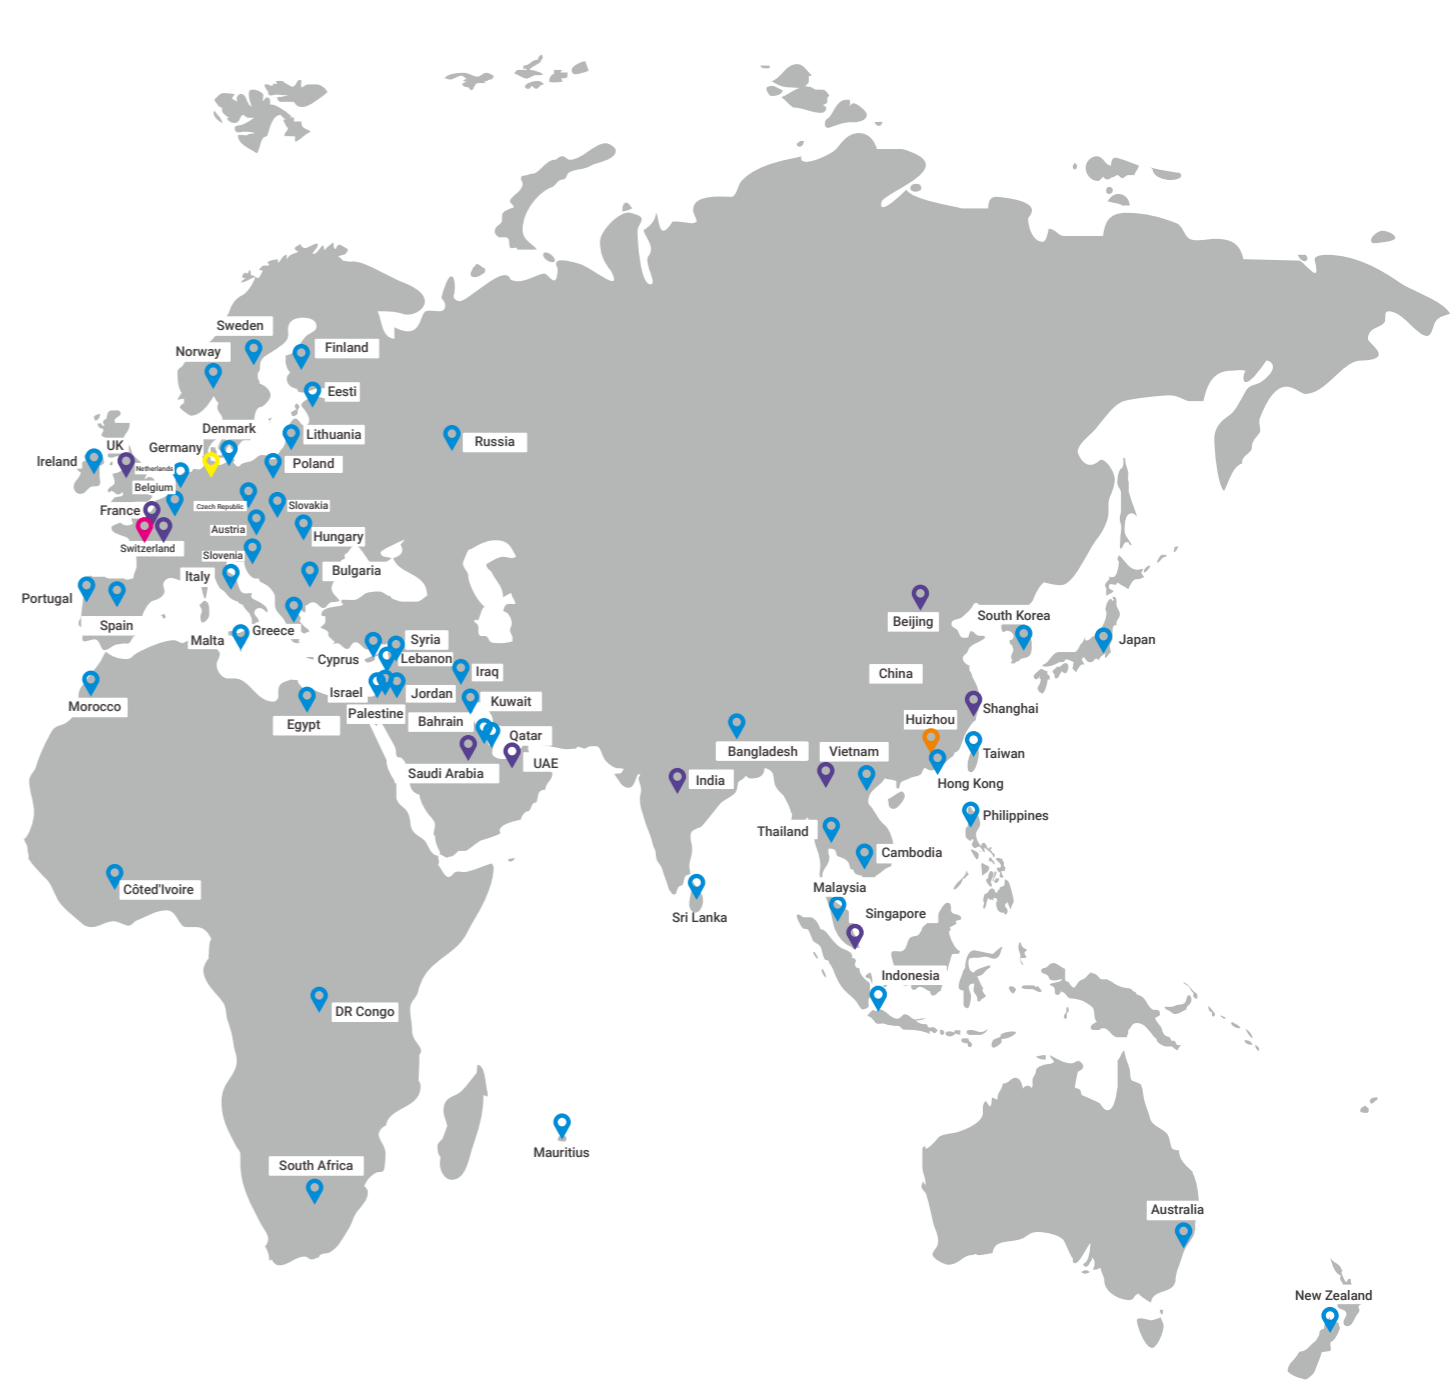 Sweden
Norway
Finland
Eesti
Denmark
Lithuania
Russia
UK
Germany
Ireland
Netherlands
Poland
Belgium
France
Czech Republic
Slovakia
Austria
Hungary
Switzerland
Slovenia
Italy
Bulgaria
Portugal
Spain
Malta
Greece
Syria
Cyprus
Lebanon
Iraq
Israel
Jordan
Kuwait
Morocco
Palestine
Egypt
Bahrain
Qatar
Saudi Arabia
UAE
Beijing
South Korea
Japan
China
Shanghai
Huizhou
Bangladesh
Vietnam
Taiwan
India
Hong Kong
Philippines
Thailand
Cambodia
Côted'Ivoire
Malaysia
Sri Lanka
Singapore
Indonesia
DR Congo
Mauritius
South Africa
Australia
New Zealand